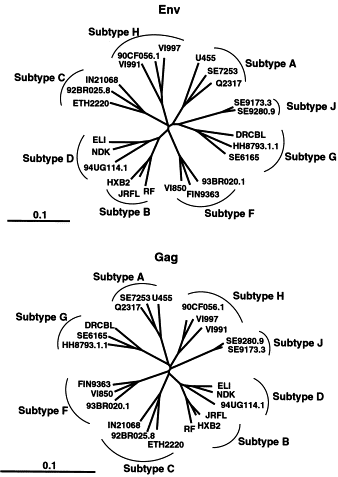 Env
Subtype H
VI997
90CF056.1
VI991
U455
SE7253
Subtype A
Q2317
Subtype C
IN21068
92BR025.8
ETH2220
SE9173.3
SE9280.9
Subtype J
ELI
NDK
94UG114.1
Subtype D
DRCBL
HH8793.1.1
SE6165
Subtype G
HXB2
JRFL
RF
Subtype B
VI850
FIN9363
93BR020.1
Subtype F
0.1
Gag
Subtype A
SE7253 U455
Q2317
Subtype H
90CF056.1
VI997
VI991
Subtype G
DRCBL
SE6165
HH8793.1.1
SE9280.9
SE9173.3
Subtype J
FIN9363
VI850
93BR020.1
Subtype F
ELI
NDK
94UG114.1
Subtype D
JRFL
HXB2
RF
Subtype B
IN21068
92BR025.8
ETH2220
Subtype C
0.1